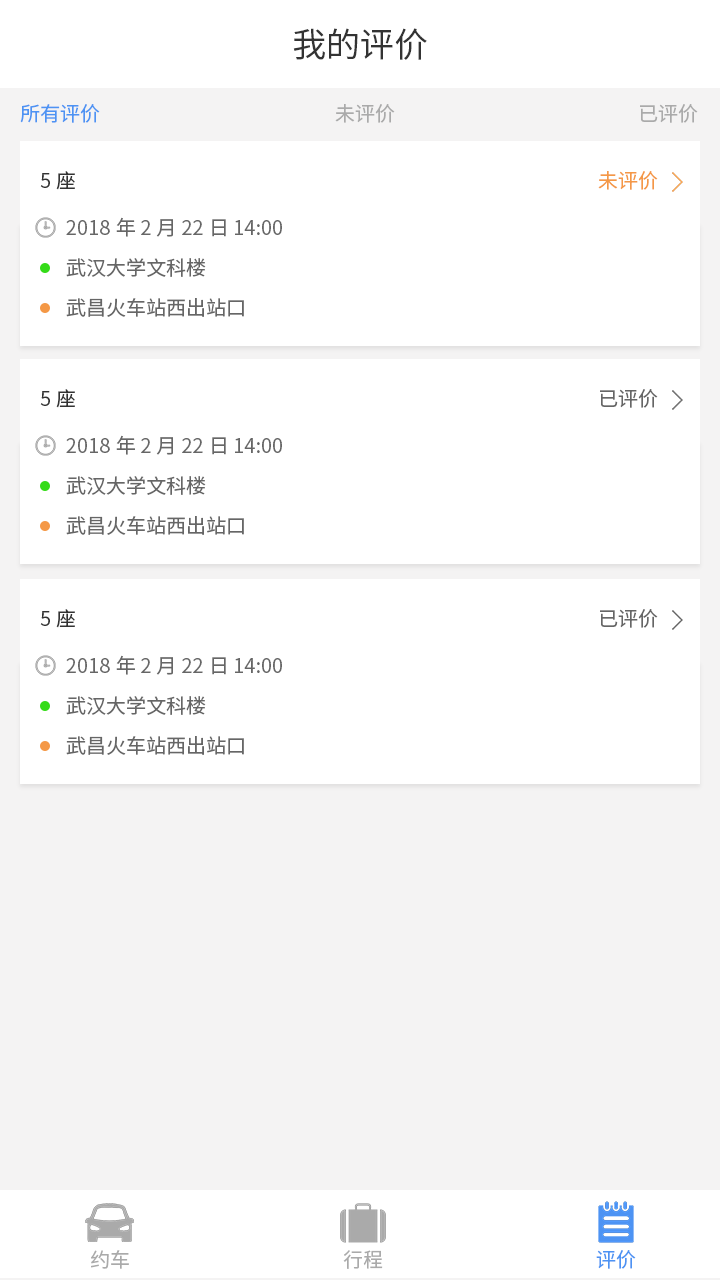 我的评价
所有评价 未评价 已评价
5 座 未评价
2018 年 2 月 22 日 14:00
武汉大学文科楼
武昌火车站西出站口
5 座 已评价
2018 年 2 月 22 日 14:00
武汉大学文科楼
武昌火车站西出站口
5 座 已评价
2018 年 2 月 22 日 14:00
武汉大学文科楼
武昌火车站西出站口
约车 行程 评价